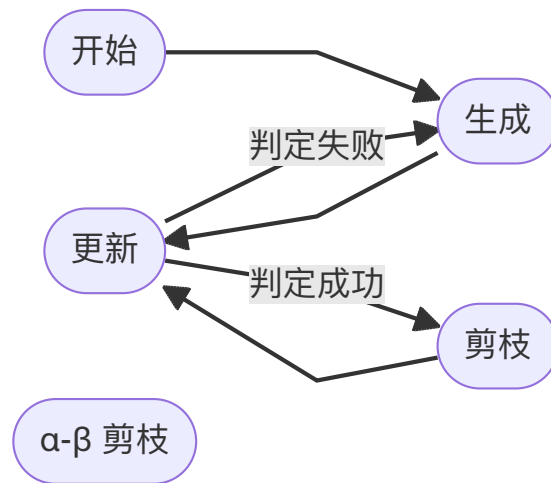 开始
生成
判定失败
更新
判定成功
剪枝
α-β 剪枝